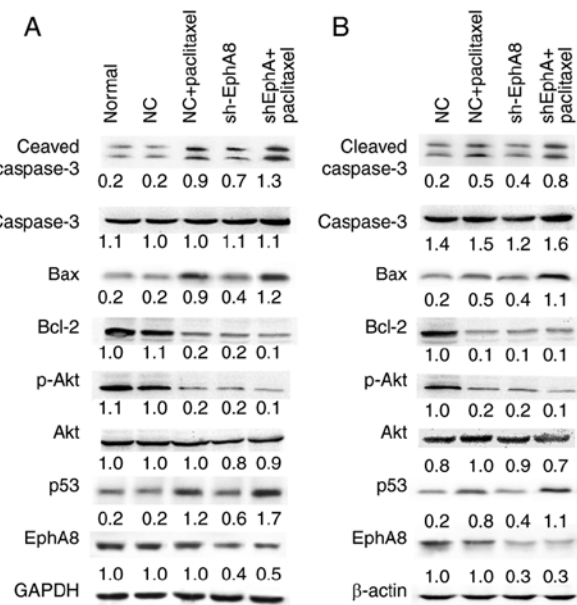 A
Normal
NC
NC+paclitaxel
sh-EphA8
shEphA+
paclitaxel
Ceaved
caspase-3
0.2 0.2 0.9 0.7 1.3
Caspase-3
1.1 1.0 1.0 1.1 1.1
Bax
0.2 0.2 0.9 0.4 1.2
Bcl-2
1.0 1.1 0.2 0.2 0.1
p-Akt
1.1 1.0 0.2 0.2 0.1
Akt
1.0 1.0 1.0 0.8 0.9
p53
0.2 0.2 1.2 0.6 1.7
EphA8
1.0 1.0 1.0 0.4 0.5
GAPDH
B
NC
NC+paclitaxel
sh-EphA8
shEphA+
paclitaxel
Cleaved
caspase-3
0.2 0.5 0.4 0.8
Caspase-3
1.4 1.5 1.2 1.6
Bax
0.2 0.5 0.4 1.1
Bcl-2
1.0 0.1 0.1 0.1
p-Akt
1.0 0.2 0.2 0.1
Akt
0.8 1.0 0.9 0.7
p53
0.2 0.8 0.4 1.1
EphA8
1.0 1.0 0.3 0.3
β-actin